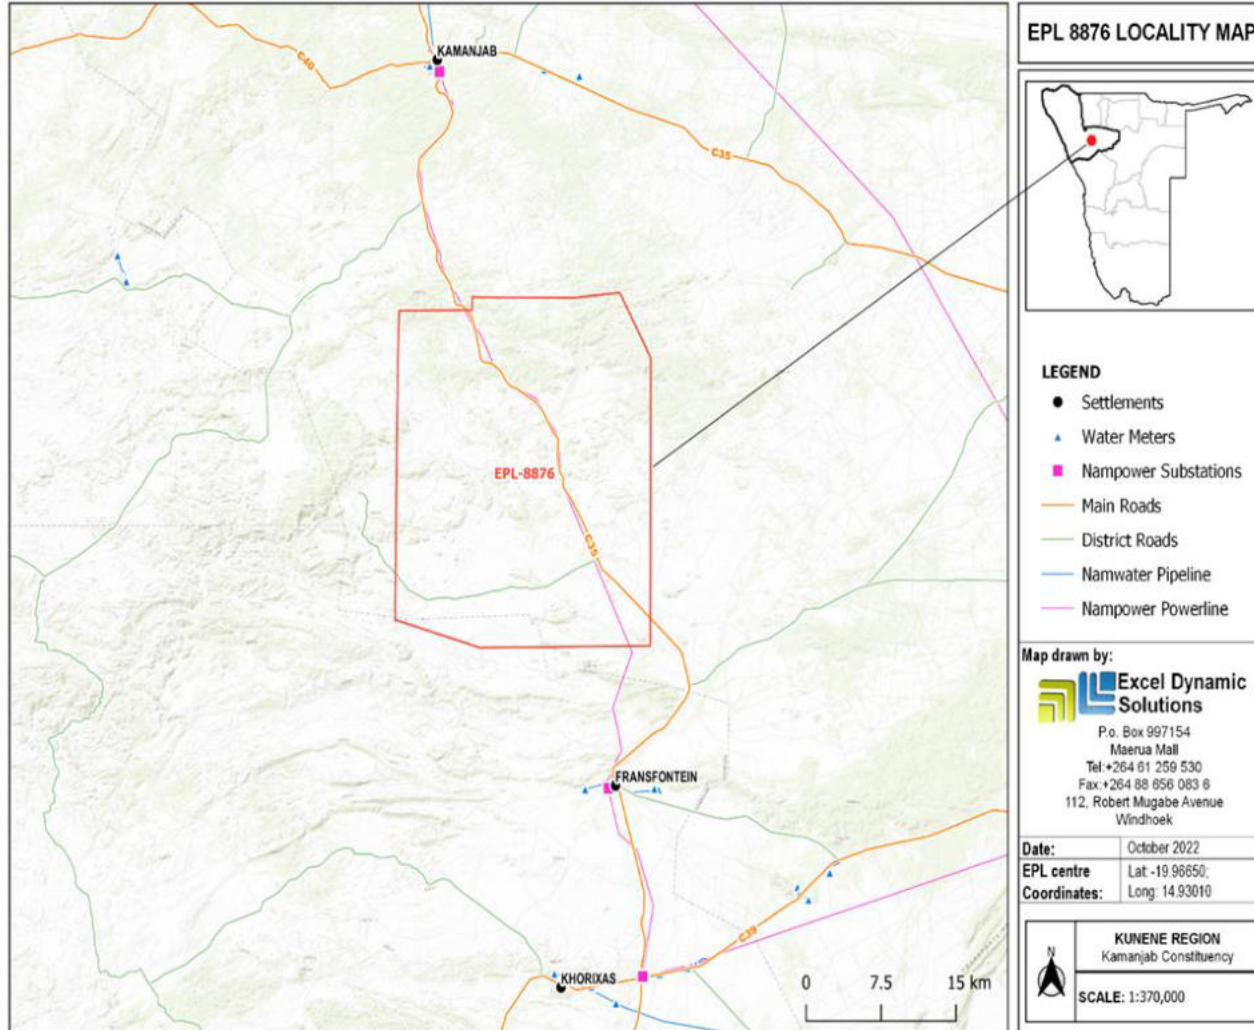 EPL 8876 LOCALITY MAP
KAMANJAB
C40
C35
EPL-8876
C35
FRANSFONTEIN
C39
KHORIXAS
0 7.5 15 km
LEGEND
Settlements
Water Meters
Nampower Substations
Main Roads
District Roads
Namwater Pipeline
Nampower Powerline
Map drawn by:
Excel Dynamic
Solutions
P.o. Box 997154
Maerua Mall
Tel:+264 61 259 530
Fax:+264 88 656 083 6
112, Robert Mugabe Avenue
Windhoek
Date: October 2022
EPL centre Lat: -19.96650;
Coordinates: Long: 14.93010
N
KUNENE REGION
Kamanjab Constituency
SCALE: 1:370,000